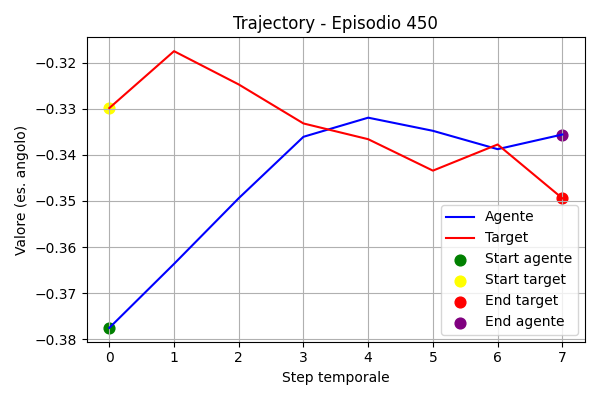 Trajectory - Episodio 450
Valore (es. angolo)
−0.32
−0.33
−0.34
−0.35
−0.36
−0.37
−0.38
Agente
Target
Start agente
Start target
End target
End agente
0 1 2 3 4 5 6 7
Step temporale